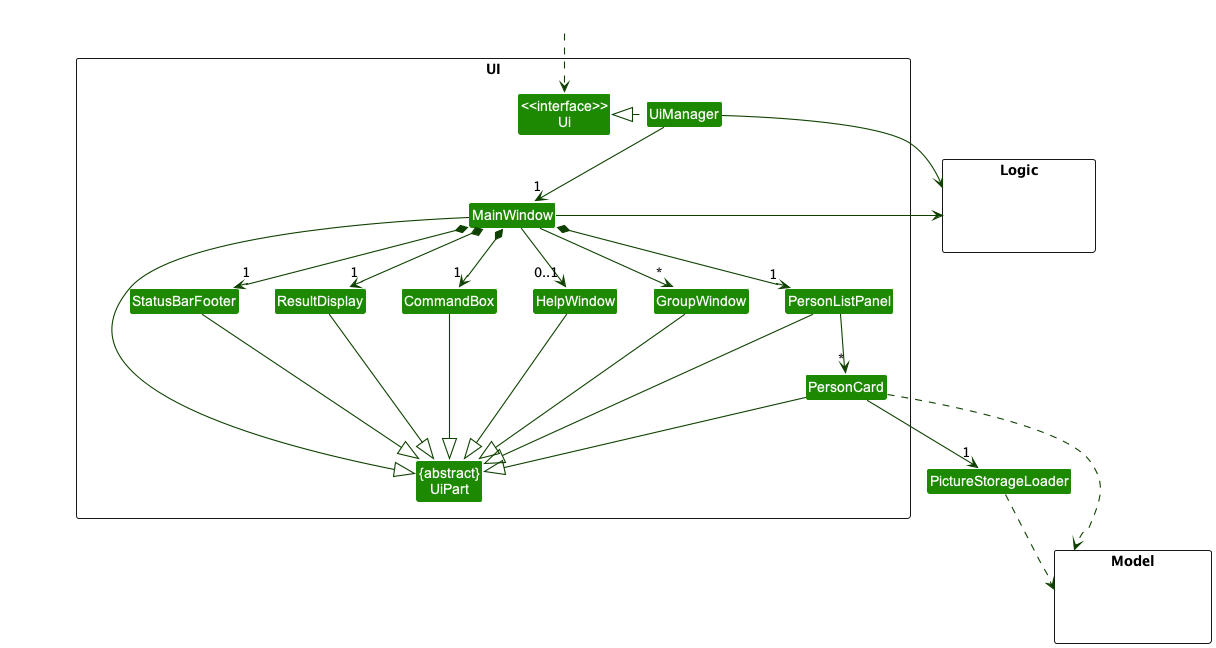 UI
<<interface>>
Ui
UiManager
Logic
1
MainWindow
1
1
1
0..1
*
1
StatusBarFooter
ResultDisplay
CommandBox
HelpWindow
GroupWindow
PersonListPanel
*
PersonCard
1
{abstract}
UiPart
PictureStorageLoader
Model